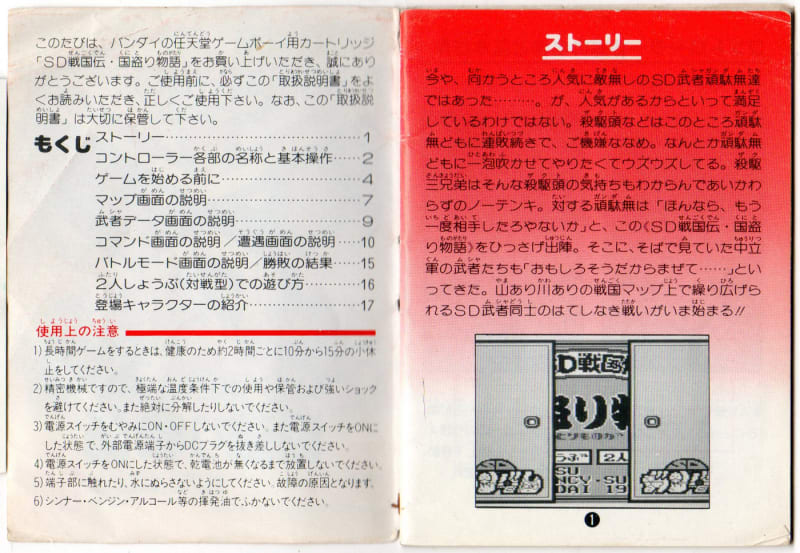 このたびは、バンダイの任天堂ゲームボーイ用カートリッジ
「SD戦国伝・国盗り物語」をお買い上げいただき、誠にあり
がとうございます。ご使用前に、必ずこの「取扱説明書」をよ
くお読みいただき、正しくご使用下さい。なお、この「取扱説
明書」は大切に保管して下さい。
もくじ
ストーリー……………………………1
コントローラー各部の名称と基本操作……2
ゲームを始める前に…………………4
マップ画面の説明……………………7
武者データ画面の説明………………9
コマンド画面の説明／遭遇画面の説明…10
バトルモード画面の説明／勝敗の結果…15
2人しょうぶ(対戦型)での遊び方………16
登場キャラクターの紹介……………17
使用上の注意
1)長時間ゲームをするときは、健康のため約2時間ごとに10分から15分の小休
止をしてください。
2)精密機械ですので、極端な温度条件下での使用や保管および強いショック
を避けてください。また絶対に分解したりしないでください。
3)電源スイッチをむやみにON・OFFしないでください。また電源スイッチをONに
した状態で、外部電源端子からDCプラグを抜き差ししないでください。
4)電源スイッチをONにした状態で、乾電池が無くなるまで放置しないでください。
5)端子部に触れたり、水にぬらさないようにしてください。故障の原因となります。
6)シンナー・ベンジン・アルコール等の揮発油でふかないでください。
ストーリー
今や、向かうところ人気に敵無しのSD武者頑駄無達
ではあった………。が、人気があるからといって満足
しているわけではない。殺駆頭などはこのところ頑駄
無どもに連敗続きで、ご機嫌ななめ。なんとか頑駄無
どもに一泡吹かせてやりたくてウズウズしてる。殺駆
三兄弟はそんな殺駆頭の気持ちもわからんであいかわ
らずのノーテンキ。対する頑駄無は「ほんなら、もう
一度相手したろやないか」と、この《SD戦国伝・国盗
り物語》をひっさげ出陣。そこに、そばで見ていた中立
軍の武者たちも「おもしろそうだからまぜて……」とい
ってきた。山あり川ありの戦国マップ上で繰り広げら
れるSD武者同士のはてしなき戦いがいま始まる!!
SD戦国
盗り物
2人
SU
NCY・SU
DAI 19
1